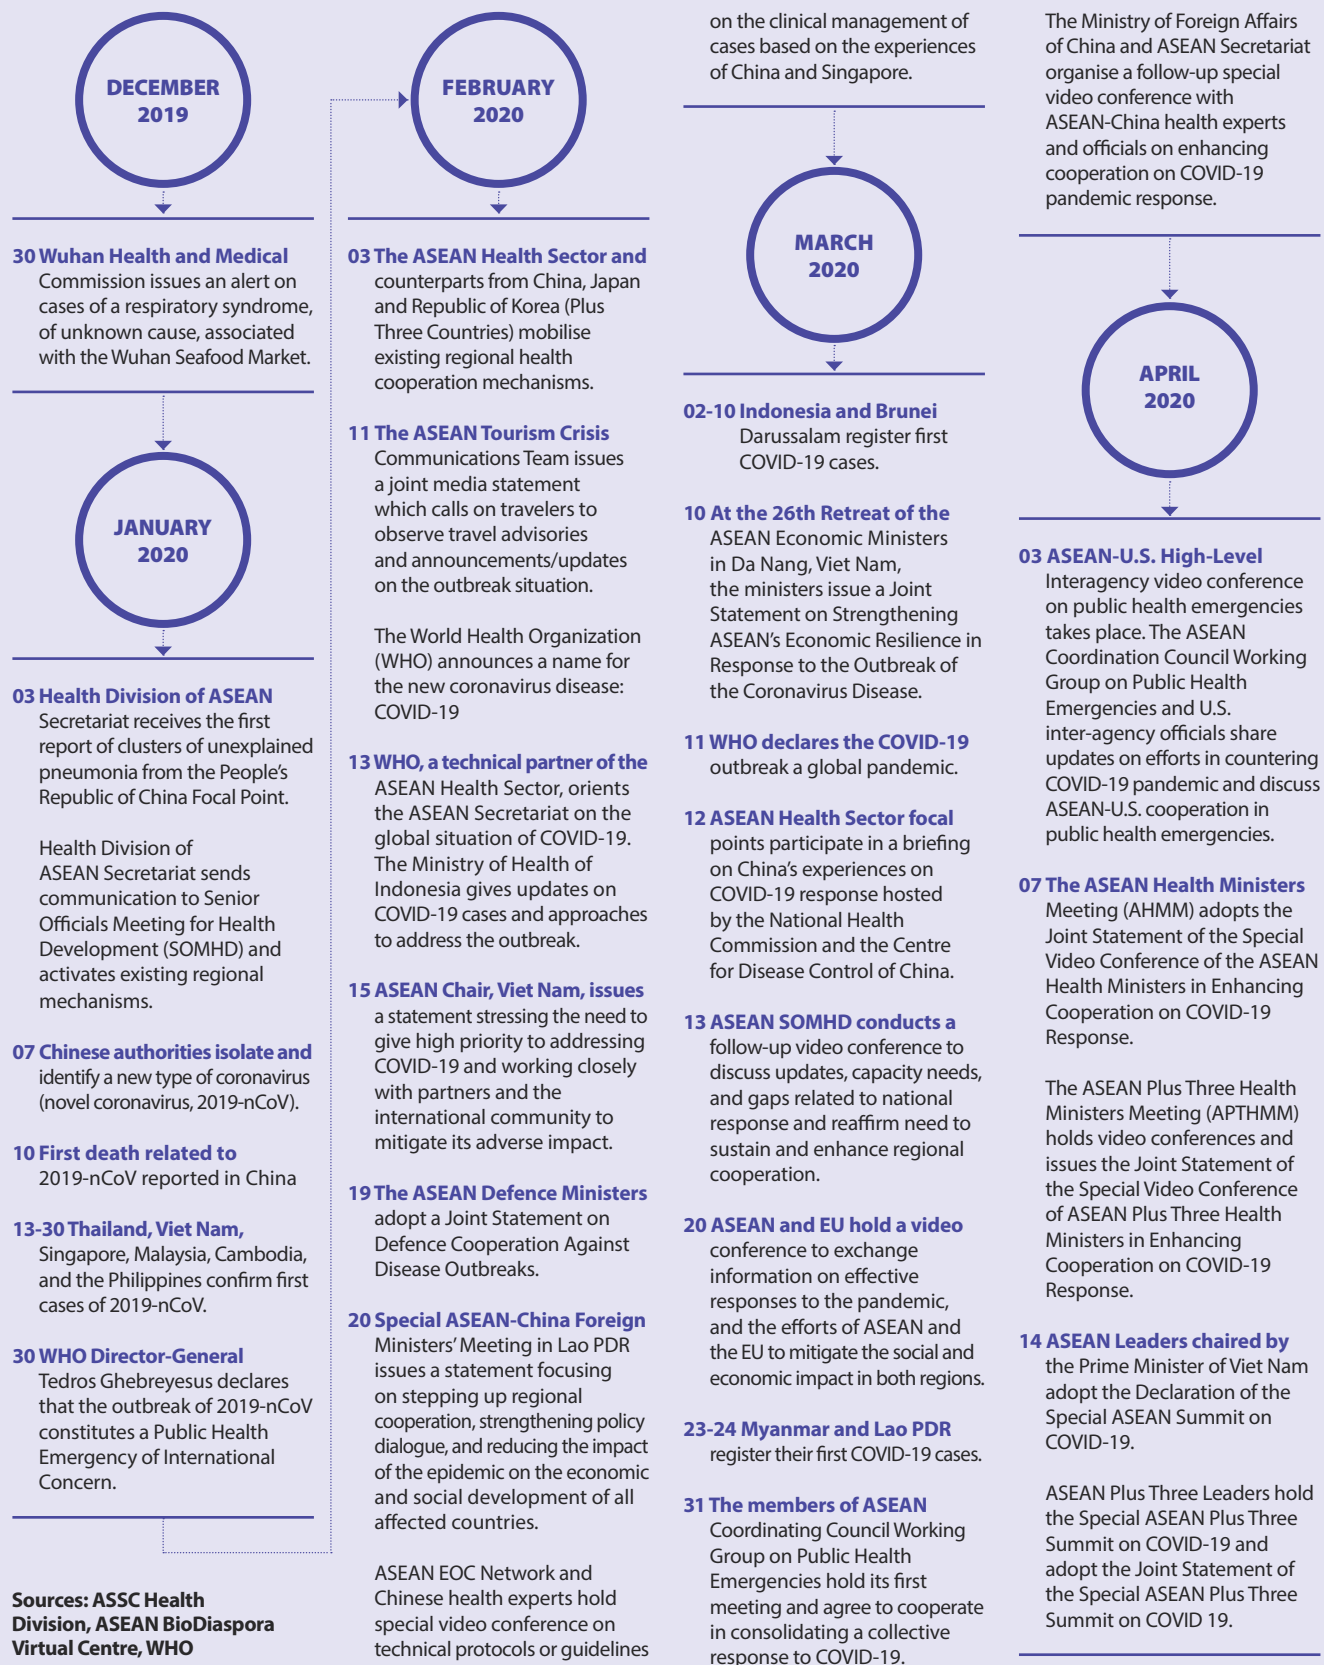 DECEMBER
2019
30 Wuhan Health and Medical
Commission issues an alert on
cases of a respiratory syndrome,
of unknown cause, associated
with the Wuhan Seafood Market.
JANUARY
2020
03 Health Division of ASEAN
Secretariat receives the first
report of clusters of unexplained
pneumonia from the People's
Republic of China Focal Point.
Health Division of
ASEAN Secretariat sends
communication to Senior
Officials Meeting for Health
Development (SOMHD) and
activates existing regional
mechanisms.
07 Chinese authorities isolate and
identify a new type of coronavirus
(novel coronavirus, 2019-nCoV).
10 First death related to
2019-nCoV reported in China
13-30 Thailand, Viet Nam,
Singapore, Malaysia, Cambodia,
and the Philippines confirm first
cases of 2019-nCoV.
30 WHO Director-General
Tedros Ghebreyesus declares
that the outbreak of 2019-nCoV
constitutes a Public Health
Emergency of International
Concern.
Sources: ASSC Health
Division, ASEAN BioDiaspora
Virtual Centre, WHO
FEBRUARY
2020
03 The ASEAN Health Sector and
counterparts from China, Japan
and Republic of Korea (Plus
Three Countries) mobilise
existing regional health
cooperation mechanisms.
11 The ASEAN Tourism Crisis
Communications Team issues
a joint media statement
which calls on travelers to
observe travel advisories
and announcements/updates
on the outbreak situation.
The World Health Organization
(WHO) announces a name for
the new coronavirus disease:
COVID-19
13 WHO, a technical partner of the
ASEAN Health Sector, orients
the ASEAN Secretariat on the
global situation of COVID-19.
The Ministry of Health of
Indonesia gives updates on
COVID-19 cases and approaches
to address the outbreak.
15 ASEAN Chair, Viet Nam, issues
a statement stressing the need to
give high priority to addressing
COVID-19 and working closely
with partners and the
international community to
mitigate its adverse impact.
19 The ASEAN Defence Ministers
adopt a Joint Statement on
Defence Cooperation Against
Disease Outbreaks.
20 Special ASEAN-China Foreign
Ministers' Meeting in Lao PDR
issues a statement focusing
on stepping up regional
cooperation, strengthening policy
dialogue, and reducing the impact
of the epidemic on the economic
and social development of all
affected countries.
ASEAN EOC Network and
Chinese health experts hold
special video conference on
technical protocols or guidelines
on the clinical management of
cases based on the experiences
of China and Singapore.
MARCH
2020
02-10 Indonesia and Brunei
Darussalam register first
COVID-19 cases.
10 At the 26th Retreat of the
ASEAN Economic Ministers
in Da Nang, Viet Nam,
the ministers issue a Joint
Statement on Strengthening
ASEAN's Economic Resilience in
Response to the Outbreak of
the Coronavirus Disease.
11 WHO declares the COVID-19
outbreak a global pandemic.
12 ASEAN Health Sector focal
points participate in a briefing
on China's experiences on
COVID-19 response hosted
by the National Health
Commission and the Centre
for Disease Control of China.
13 ASEAN SOMHD conducts a
follow-up video conference to
discuss updates, capacity needs,
and gaps related to national
response and reaffirm need to
sustain and enhance regional
cooperation.
20 ASEAN and EU hold a video
conference to exchange
information on effective
responses to the pandemic,
and the efforts of ASEAN and
the EU to mitigate the social and
economic impact in both regions.
23-24 Myanmar and Lao PDR
register their first COVID-19 cases.
31 The members of ASEAN
Coordinating Council Working
Group on Public Health
Emergencies hold its first
meeting and agree to cooperate
in consolidating a collective
response to COVID-19.
The Ministry of Foreign Affairs
of China and ASEAN Secretariat
organise a follow-up special
video conference with
ASEAN-China health experts
and officials on enhancing
cooperation on COVID-19
pandemic response.
APRIL
2020
03 ASEAN-U.S. High-Level
Interagency video conference
on public health emergencies
takes place. The ASEAN
Coordination Council Working
Group on Public Health
Emergencies and U.S.
inter-agency officials share
updates on efforts in countering
COVID-19 pandemic and discuss
ASEAN-U.S. cooperation in
public health emergencies.
07 The ASEAN Health Ministers
Meeting (AHMM) adopts the
Joint Statement of the Special
Video Conference of the ASEAN
Health Ministers in Enhancing
Cooperation on COVID-19
Response.
The ASEAN Plus Three Health
Ministers Meeting (APTHMM)
holds video conferences and
issues the Joint Statement of
the Special Video Conference
of ASEAN Plus Three Health
Ministers in Enhancing
Cooperation on COVID-19
Response.
14 ASEAN Leaders chaired by
the Prime Minister of Viet Nam
adopt the Declaration of the
Special ASEAN Summit on
COVID-19.
ASEAN Plus Three Leaders hold
the Special ASEAN Plus Three
Summit on COVID-19 and
adopt the Joint Statement of
the Special ASEAN Plus Three
Summit on COVID 19.